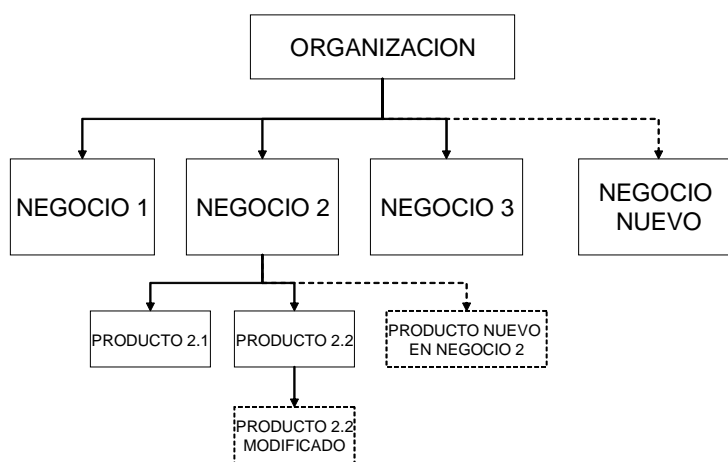 ORGANIZACION
NEGOCIO 1
NEGOCIO 2
NEGOCIO 3
NEGOCIO
NUEVO
PRODUCTO 2.1
PRODUCTO 2.2
PRODUCTO NUEVO
EN NEGOCIO 2
PRODUCTO 2.2
MODIFICADO